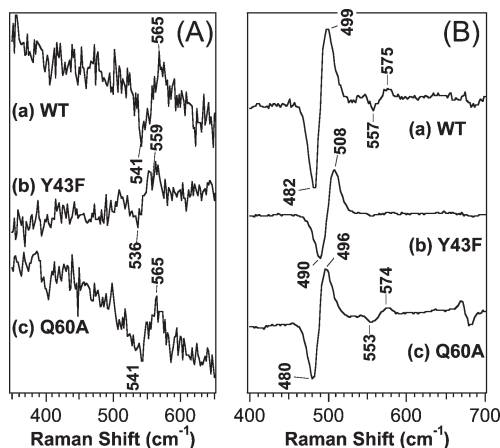 (A)
565
(a) WT
541
559
(b) Y43F
536
565
(c) Q60A
541
400 500 600
Raman Shift (cm-1)
(B)
499
575
557
(a) WT
482
508
(b) Y43F
490
496
574
553
(c) Q60A
480
400 500 600 700
Raman Shift (cm-1)